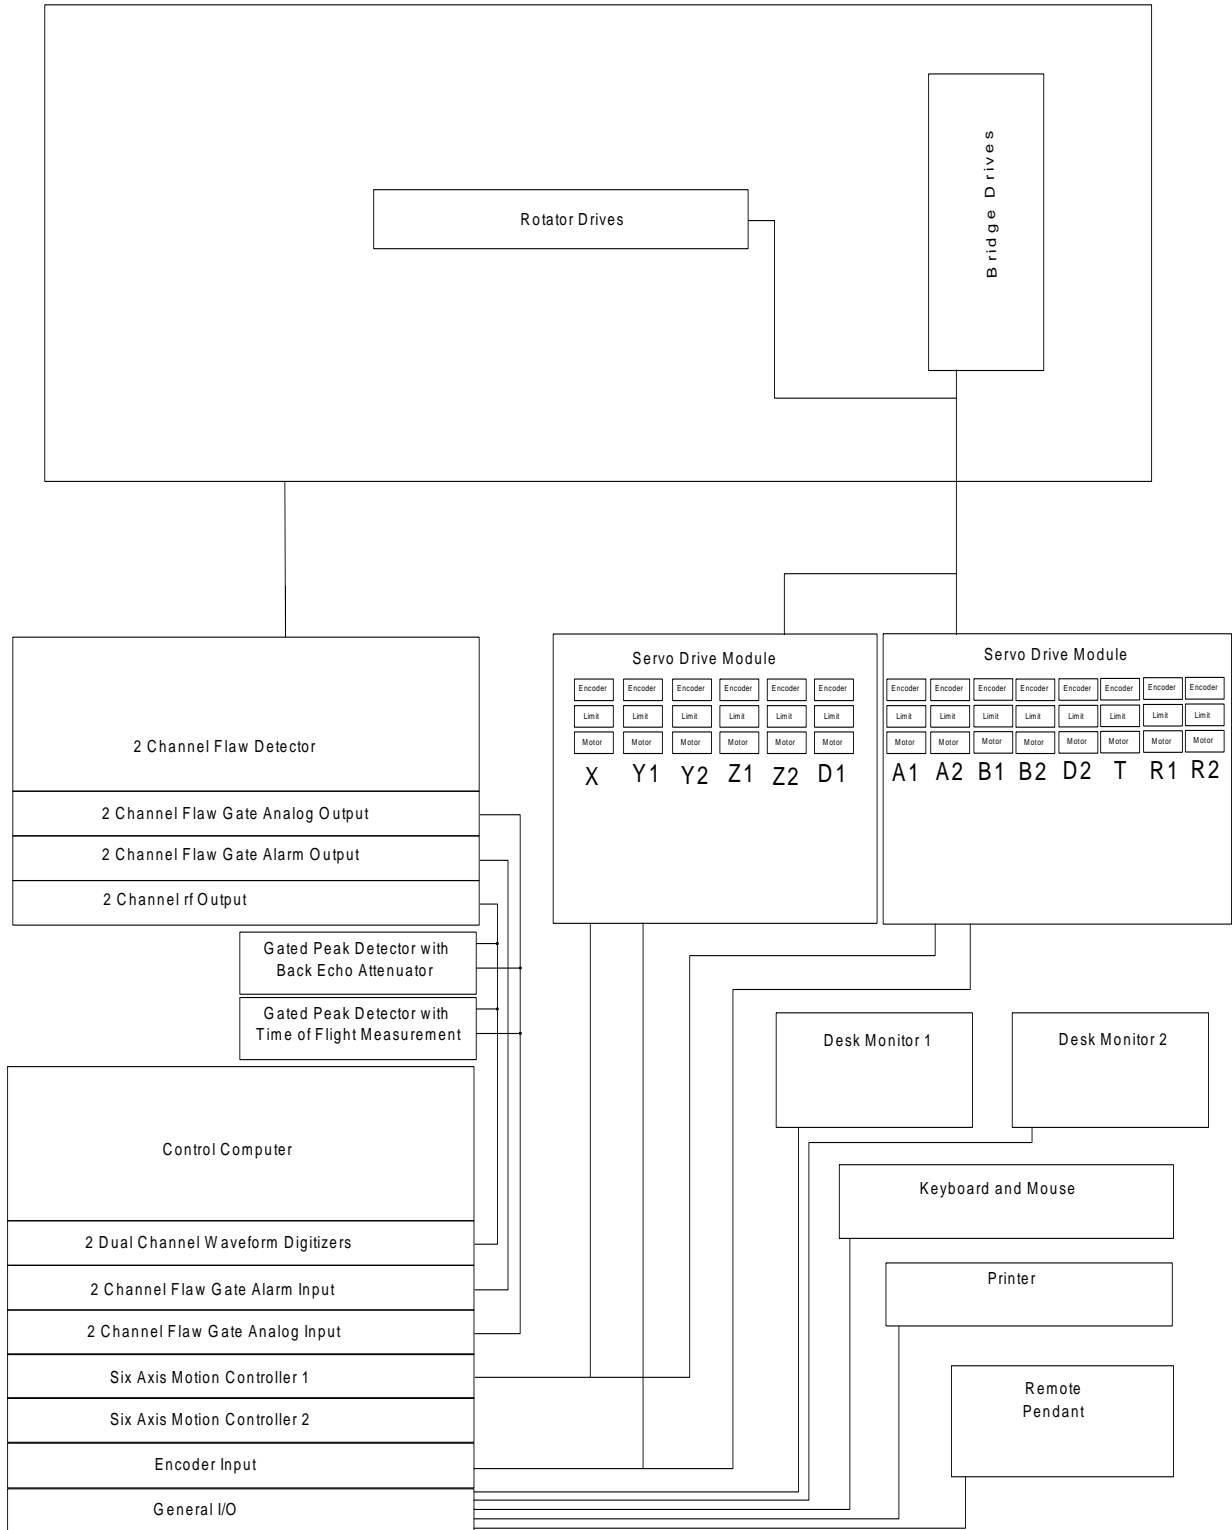 Bridge Drives
Rotator Drives
2 Channel Flaw Detector
2 Channel Flaw Gate Analog Output
2 Channel Flaw Gate Alarm Output
2 Channel rf Output
Gated Peak Detector with
Back Echo Attenuator
Gated Peak Detector with
Time of Flight Measurement
Servo Drive Module
Encoder Encoder Encoder Encoder Encoder Encoder
Limit Limit Limit Limit Limit Limit
Motor Motor Motor Motor Motor Motor
X Y1 Y2 Z1 Z2 D1
Servo Drive Module
Encoder Encoder Encoder Encoder Encoder Encoder Encoder Encoder
Limit Limit Limit Limit Limit Limit Limit Limit
Motor Motor Motor Motor Motor Motor Motor Motor
A1 A2 B1 B2 D2 T R1 R2
Control Computer
2 Dual Channel Waveform Digitizers
2 Channel Flaw Gate Alarm Input
2 Channel Flaw Gate Analog Input
Six Axis Motion Controller 1
Six Axis Motion Controller 2
Encoder Input
General I/O
Desk Monitor 1
Desk Monitor 2
Keyboard and Mouse
Printer
Remote
Pendant